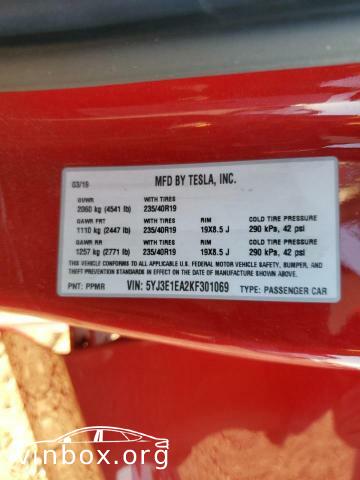 03/19 MFD BY TESLA, INC.
GVWR WITH TIRES
2060 kg (4541 lb) 235/40R19
GAWR FRT WITH TIRES RIM COLD TIRE PRESSURE
1110 kg (2447 lb) 235/40R19 19X8.5 J 290 kPa, 42 psi
GAWR RR WITH TIRES RIM COLD TIRE PRESSURE
1257 kg (2771 lb) 235/40R19 19X8.5 J 290 kPa, 42 psi
THIS VEHICLE CONFORMS TO ALL APPLICABLE U.S. FEDERAL MOTOR VEHICLE SAFETY, BUMPER, AND
THEFT PREVENTION STANDARDS IN EFFECT ON THE DATE OF MANUFACTURE SHOWN ABOVE.
PNT: PPMR VIN: 5YJ3E1EA2KF301069 TYPE: PASSENGER CAR
vinbox.org